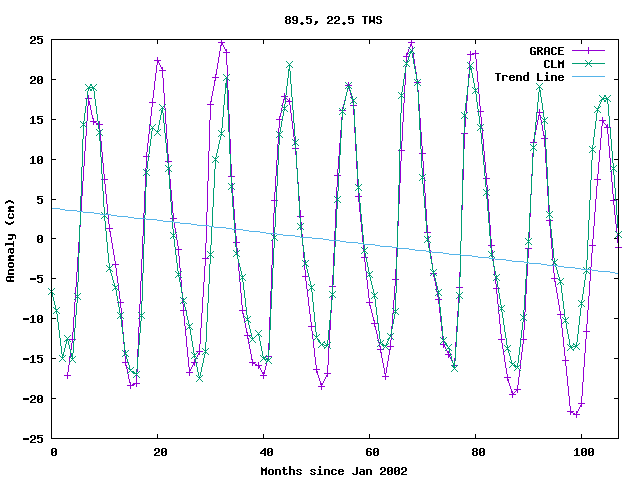 89.5, 22.5 TWS
GRACE
CLM
Trend Line
25
20
15
10
5
0
-5
-10
-15
-20
-25
Anomaly (cm)
0 20 40 60 80 100
Months since Jan 2002